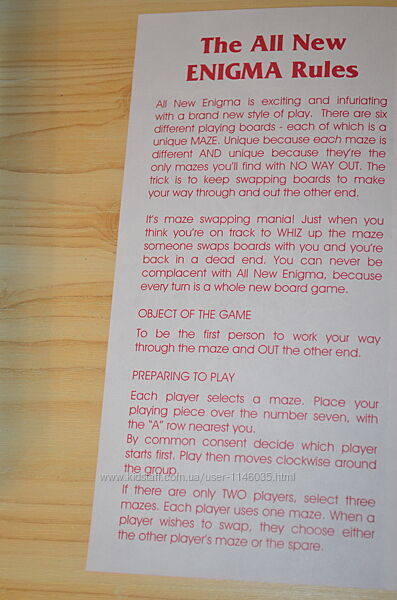 The All New
ENIGMA Rules
All New Enigma is exciting and infuriating
with a brand new style of play. There are six
different playing boards - each of which is a
unique MAZE. Unique because each maze is
different AND unique because they're the
only mazes you'll find with NO WAY OUT. The
trick is to keep swapping boards to make
your way through and out the other end.
It's maze swapping mania! Just when you
think you're on track to WHIZ up the maze
someone swaps boards with you and you're
back in a dead end. You can never be
complacent with All New Enigma, because
every turn is a whole new board game.
OBJECT OF THE GAME
To be the first person to work your way
through the maze and OUT the other end.
PREPARING TO PLAY
Each player selects a maze. Place your
playing piece over the number seven, with
the "A" row nearest you.
By common consent decide which player
starts first. Play then moves clockwise around
the group.
www.kidstaff.com.ua/user-1146035.html
If there are only TWO players, select three
mazes. Each player uses one maze. When a
player wishes to swap, they choose either
the other player's maze or the spare.